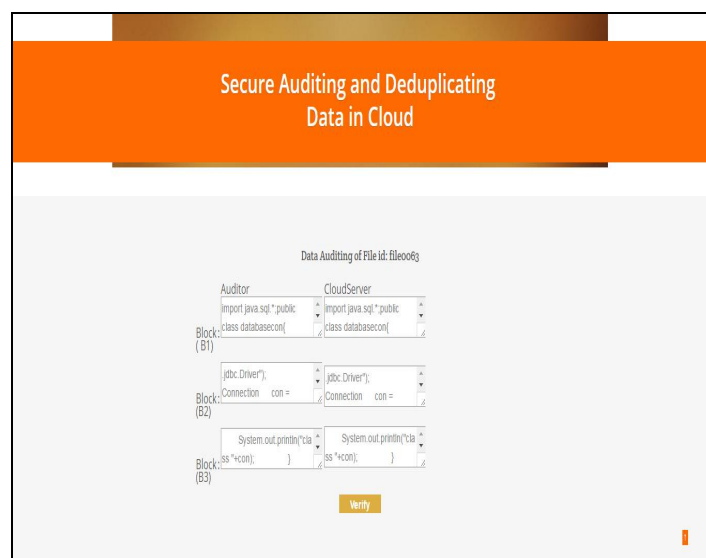 Secure Auditing and Deduplicating
Data in Cloud
Data Auditing of File id: file0063
Auditor CloudServer
Block: (B1)
import java.sql.*;public
class databasecon{
import java.sql.*;public
class databasecon{
Block: (B2)
.jdbc.Driver");
Connection con =
.jdbc.Driver");
Connection con =
Block: (B3)
System.out.println("cla
ss "+con); }
System.out.println("cla
ss "+con); }
Verify